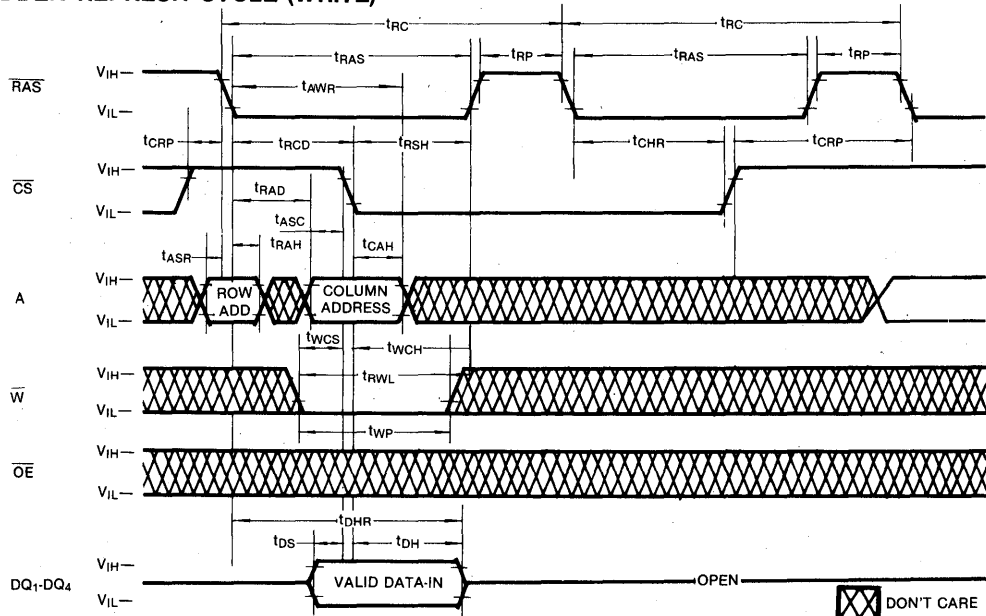 HIDDEN REFRESH CYCLE (WRITE)
tRC tRC
tRAS tRP tRAS tRP
RAS VIH— tAWR
VIL—
tCRP tRCD tRSH tCHR tCRP
CS VIH—
tRAD
VIL—
tASC
tASR tRAH tCAH
A VIH—
ROW ADD COLUMN ADDRESS
VIL—
tWCS tWCH
W VIH— tRWL
VIL—
tWP
OE VIH—
VIL—
tDHR
tDS tDH
DQ1-DQ4 VIH—
VALID DATA-IN OPEN
VIL—
DON'T CARE